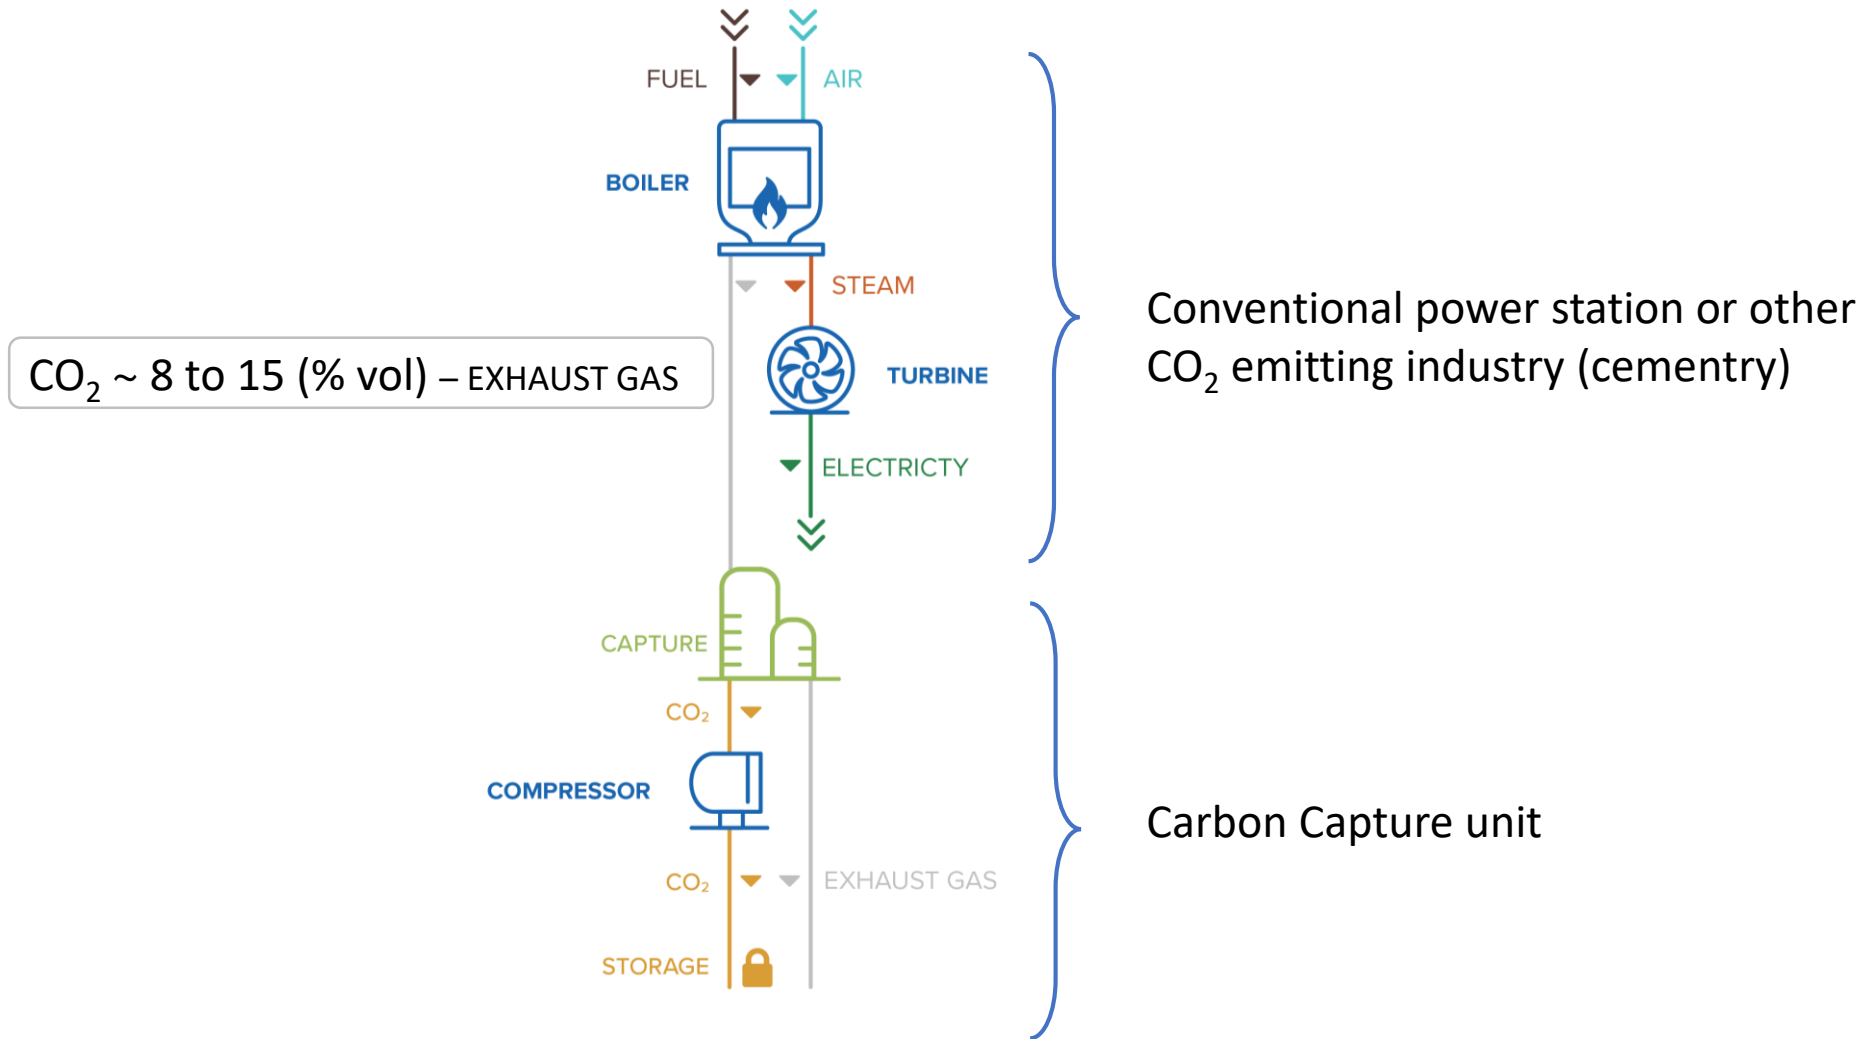 FUEL
AIR
BOILER
STEAM
Conventional power station or other
CO₂ emitting industry (cementry)
CO₂ ~ 8 to 15 (% vol) – EXHAUST GAS
TURBINE
ELECTRICTY
CAPTURE
CO₂
COMPRESSOR
Carbon Capture unit
CO₂
EXHAUST GAS
STORAGE